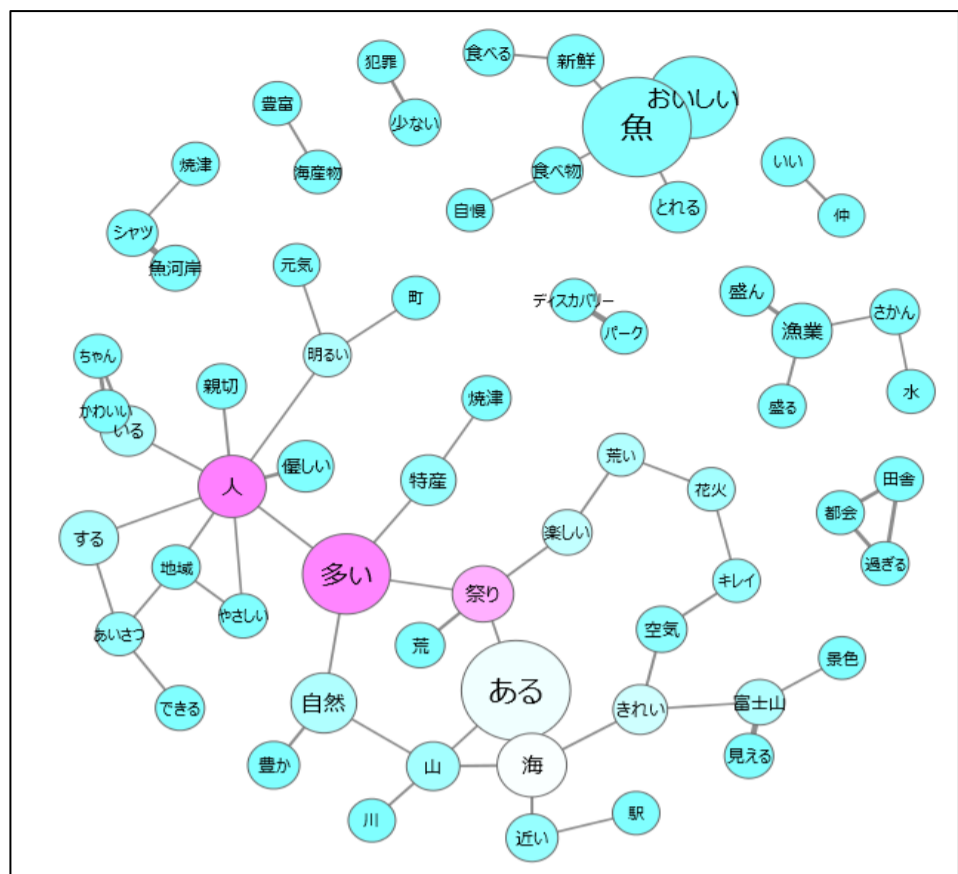 食べる
新鮮
犯罪
おいしい
豊富
少ない
魚
焼津
海産物
食べ物
いい
自慢
とれる
仲
シャツ
魚河岸
元気
町
ディスカバリー
パーク
盛ん
さかん
漁業
明るい
ちゃん
かわいい
いる
親切
焼津
盛る
水
優しい
人
特産
荒い
花火
田舎
都会
過ぎる
する
楽しい
地域
多い
祭り
キレイ
やさしい
あいさつ
荒
空気
景色
できる
自然
ある
きれい
富士山
豊か
山
海
見える
川
近い
駅